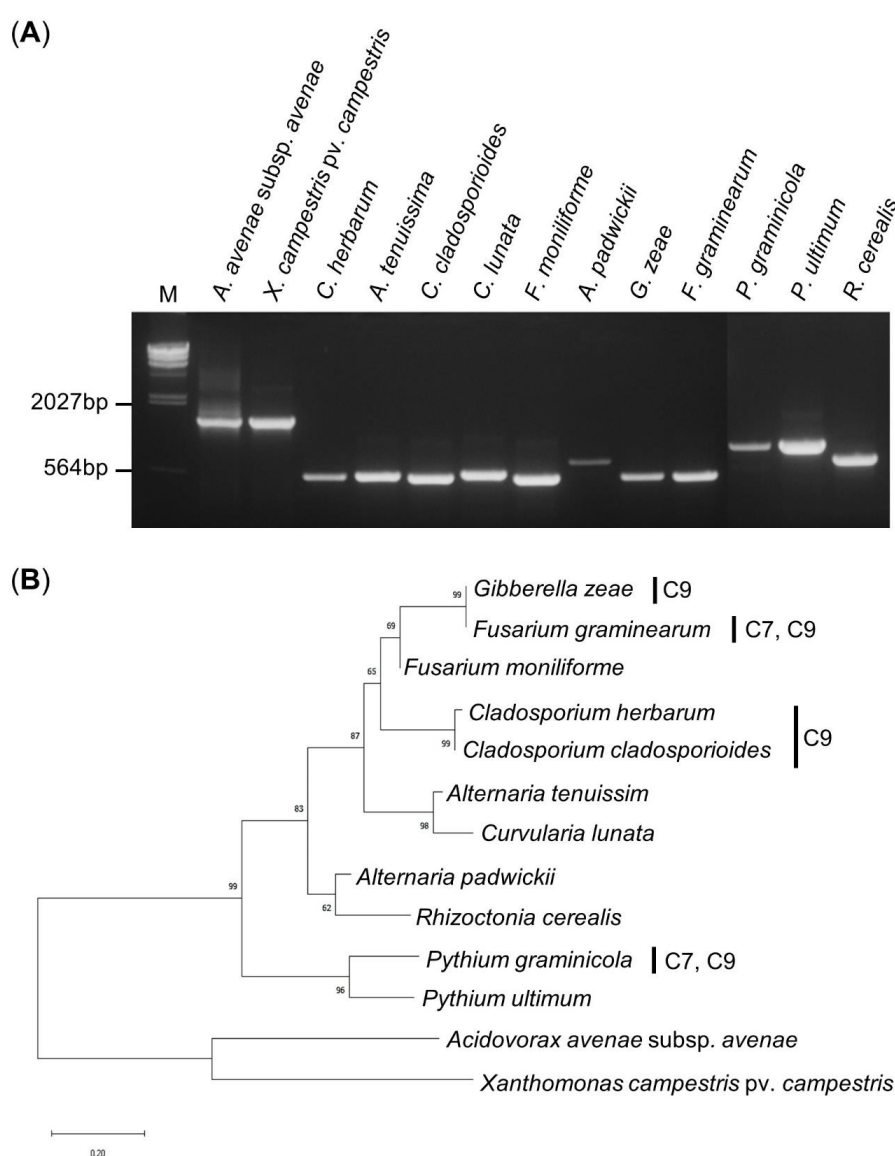 (A)
M
A. avenae subsp. avenae
X. campestris pv. campestris
C. herbarum
A. tenuissima
C. cladosporioides
C. lunata
F. moniliforme
A. padwickii
G. zeae
F. graminearum
P. graminicola
P. ultimum
R. cerealis
2027bp
564bp
(B)
99 Gibberella zeae C9
Fusarium graminearum C7, C9
69
Fusarium moniliforme
65
Cladosporium herbarum
C9
99 Cladosporium cladosporioides
87
Alternaria tenuissim
98 Curvularia lunata
83
Alternaria padwickii
62 Rhizoctonia cerealis
99
Pythium graminicola C7, C9
96 Pythium ultimum
Acidovorax avenae subsp. avenae
Xanthomonas campestris pv. campestris
0.20